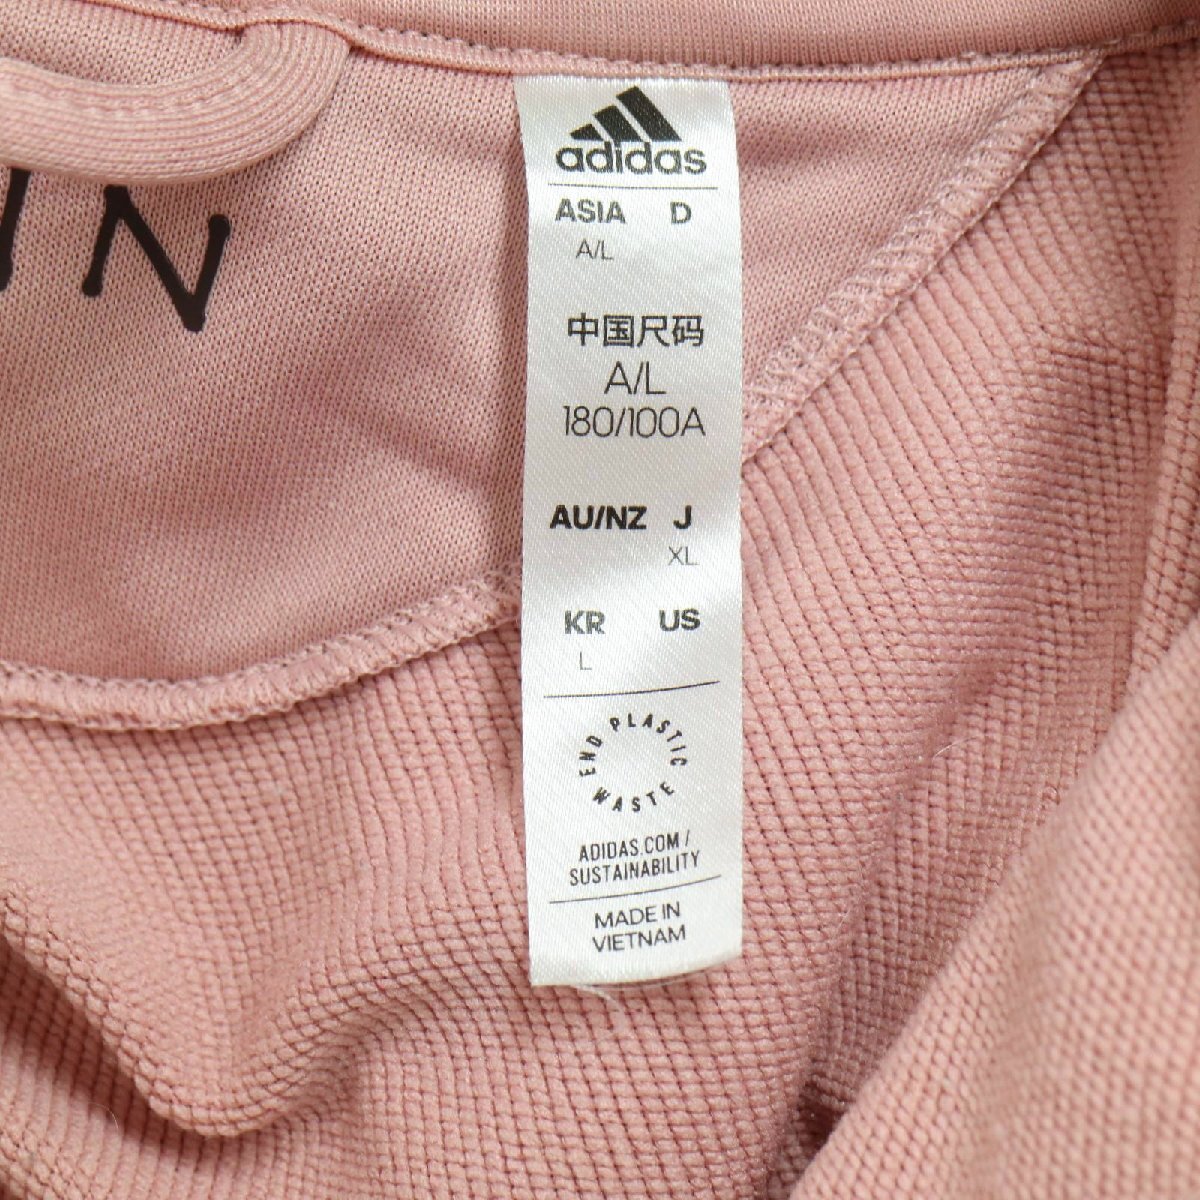 IN
adidas
ASIA D
A/L
中国尺码
A/L
180/100A
AU/NZ J
XL
KR US
L
END PLASTIC WASTE
ADIDAS.COM/
SUSTAINABILITY
MADE IN
VIETNAM